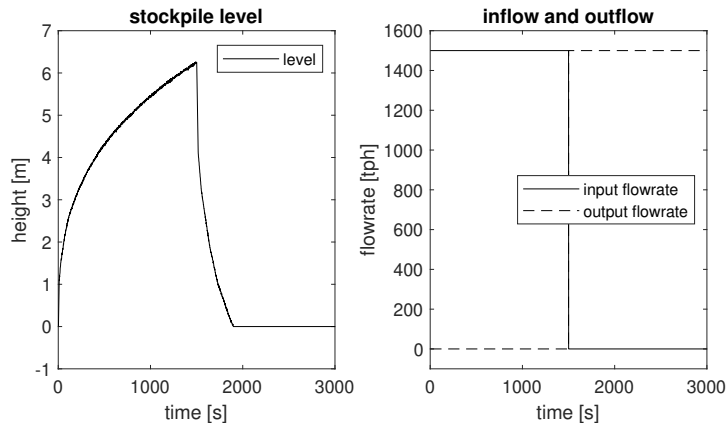 stockpile level
7
6
5
4
3
2
1
0
-1
height [m]
0
1000
2000
3000
time [s]
level
inflow and outflow
1600
1400
1200
1000
800
600
400
200
0
flowrate [tph]
0
1000
2000
3000
time [s]
input flowrate
output flowrate